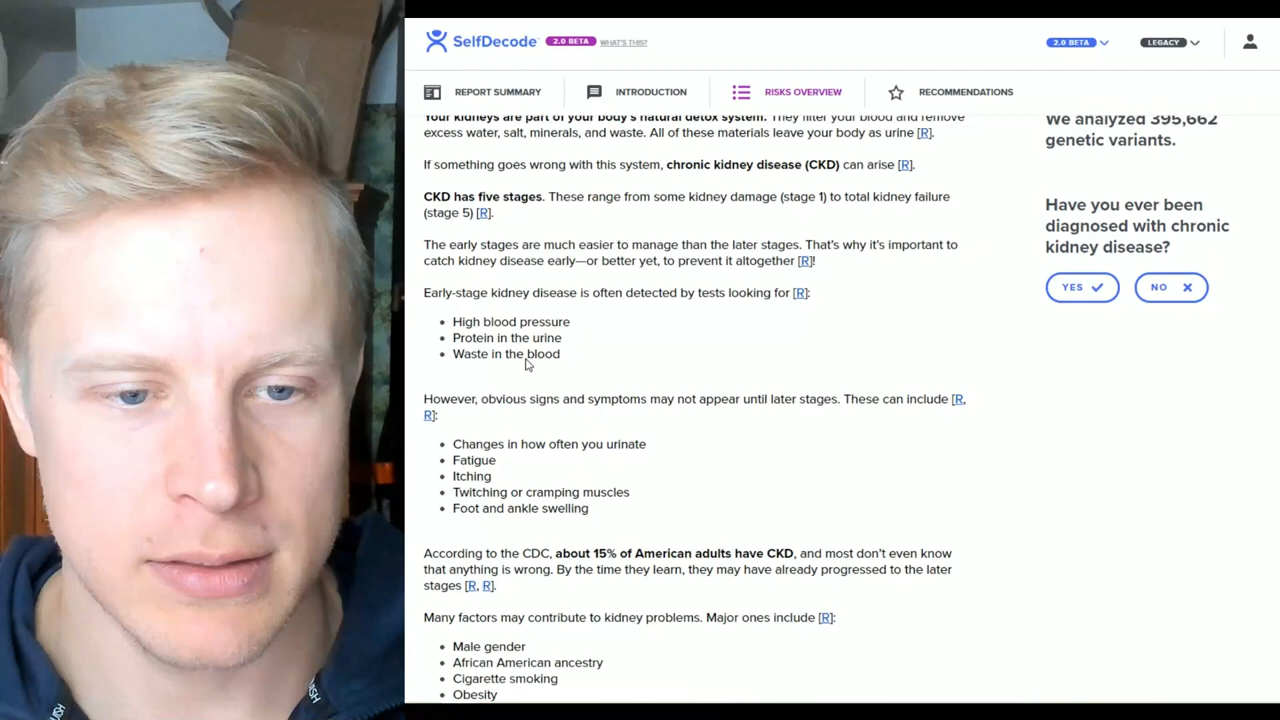 SelfDecode 2.0 BETA WHAT'S THIS? 2.0 BETA LEGACY
REPORT SUMMARY INTRODUCTION RISKS OVERVIEW RECOMMENDATIONS
Your kidneys are part of your body's natural detox system. They filter your blood and remove
excess water, salt, minerals, and waste. All of these materials leave your body as urine [R].
If something goes wrong with this system, chronic kidney disease (CKD) can arise [R].
CKD has five stages. These range from some kidney damage (stage 1) to total kidney failure
(stage 5) [R].
The early stages are much easier to manage than the later stages. That's why it's important to
catch kidney disease early—or better yet, to prevent it altogether [R]!
Early-stage kidney disease is often detected by tests looking for [R]:
• High blood pressure
• Protein in the urine
• Waste in the blood
However, obvious signs and symptoms may not appear until later stages. These can include [R,
R]:
• Changes in how often you urinate
• Fatigue
• Itching
• Twitching or cramping muscles
• Foot and ankle swelling
According to the CDC, about 15% of American adults have CKD, and most don't even know
that anything is wrong. By the time they learn, they may have already progressed to the later
stages [R, R].
Many factors may contribute to kidney problems. Major ones include [R]:
• Male gender
• African American ancestry
• Cigarette smoking
• Obesity
We analyzed 395,662
genetic variants.
Have you ever been
diagnosed with chronic
kidney disease?
YES NO